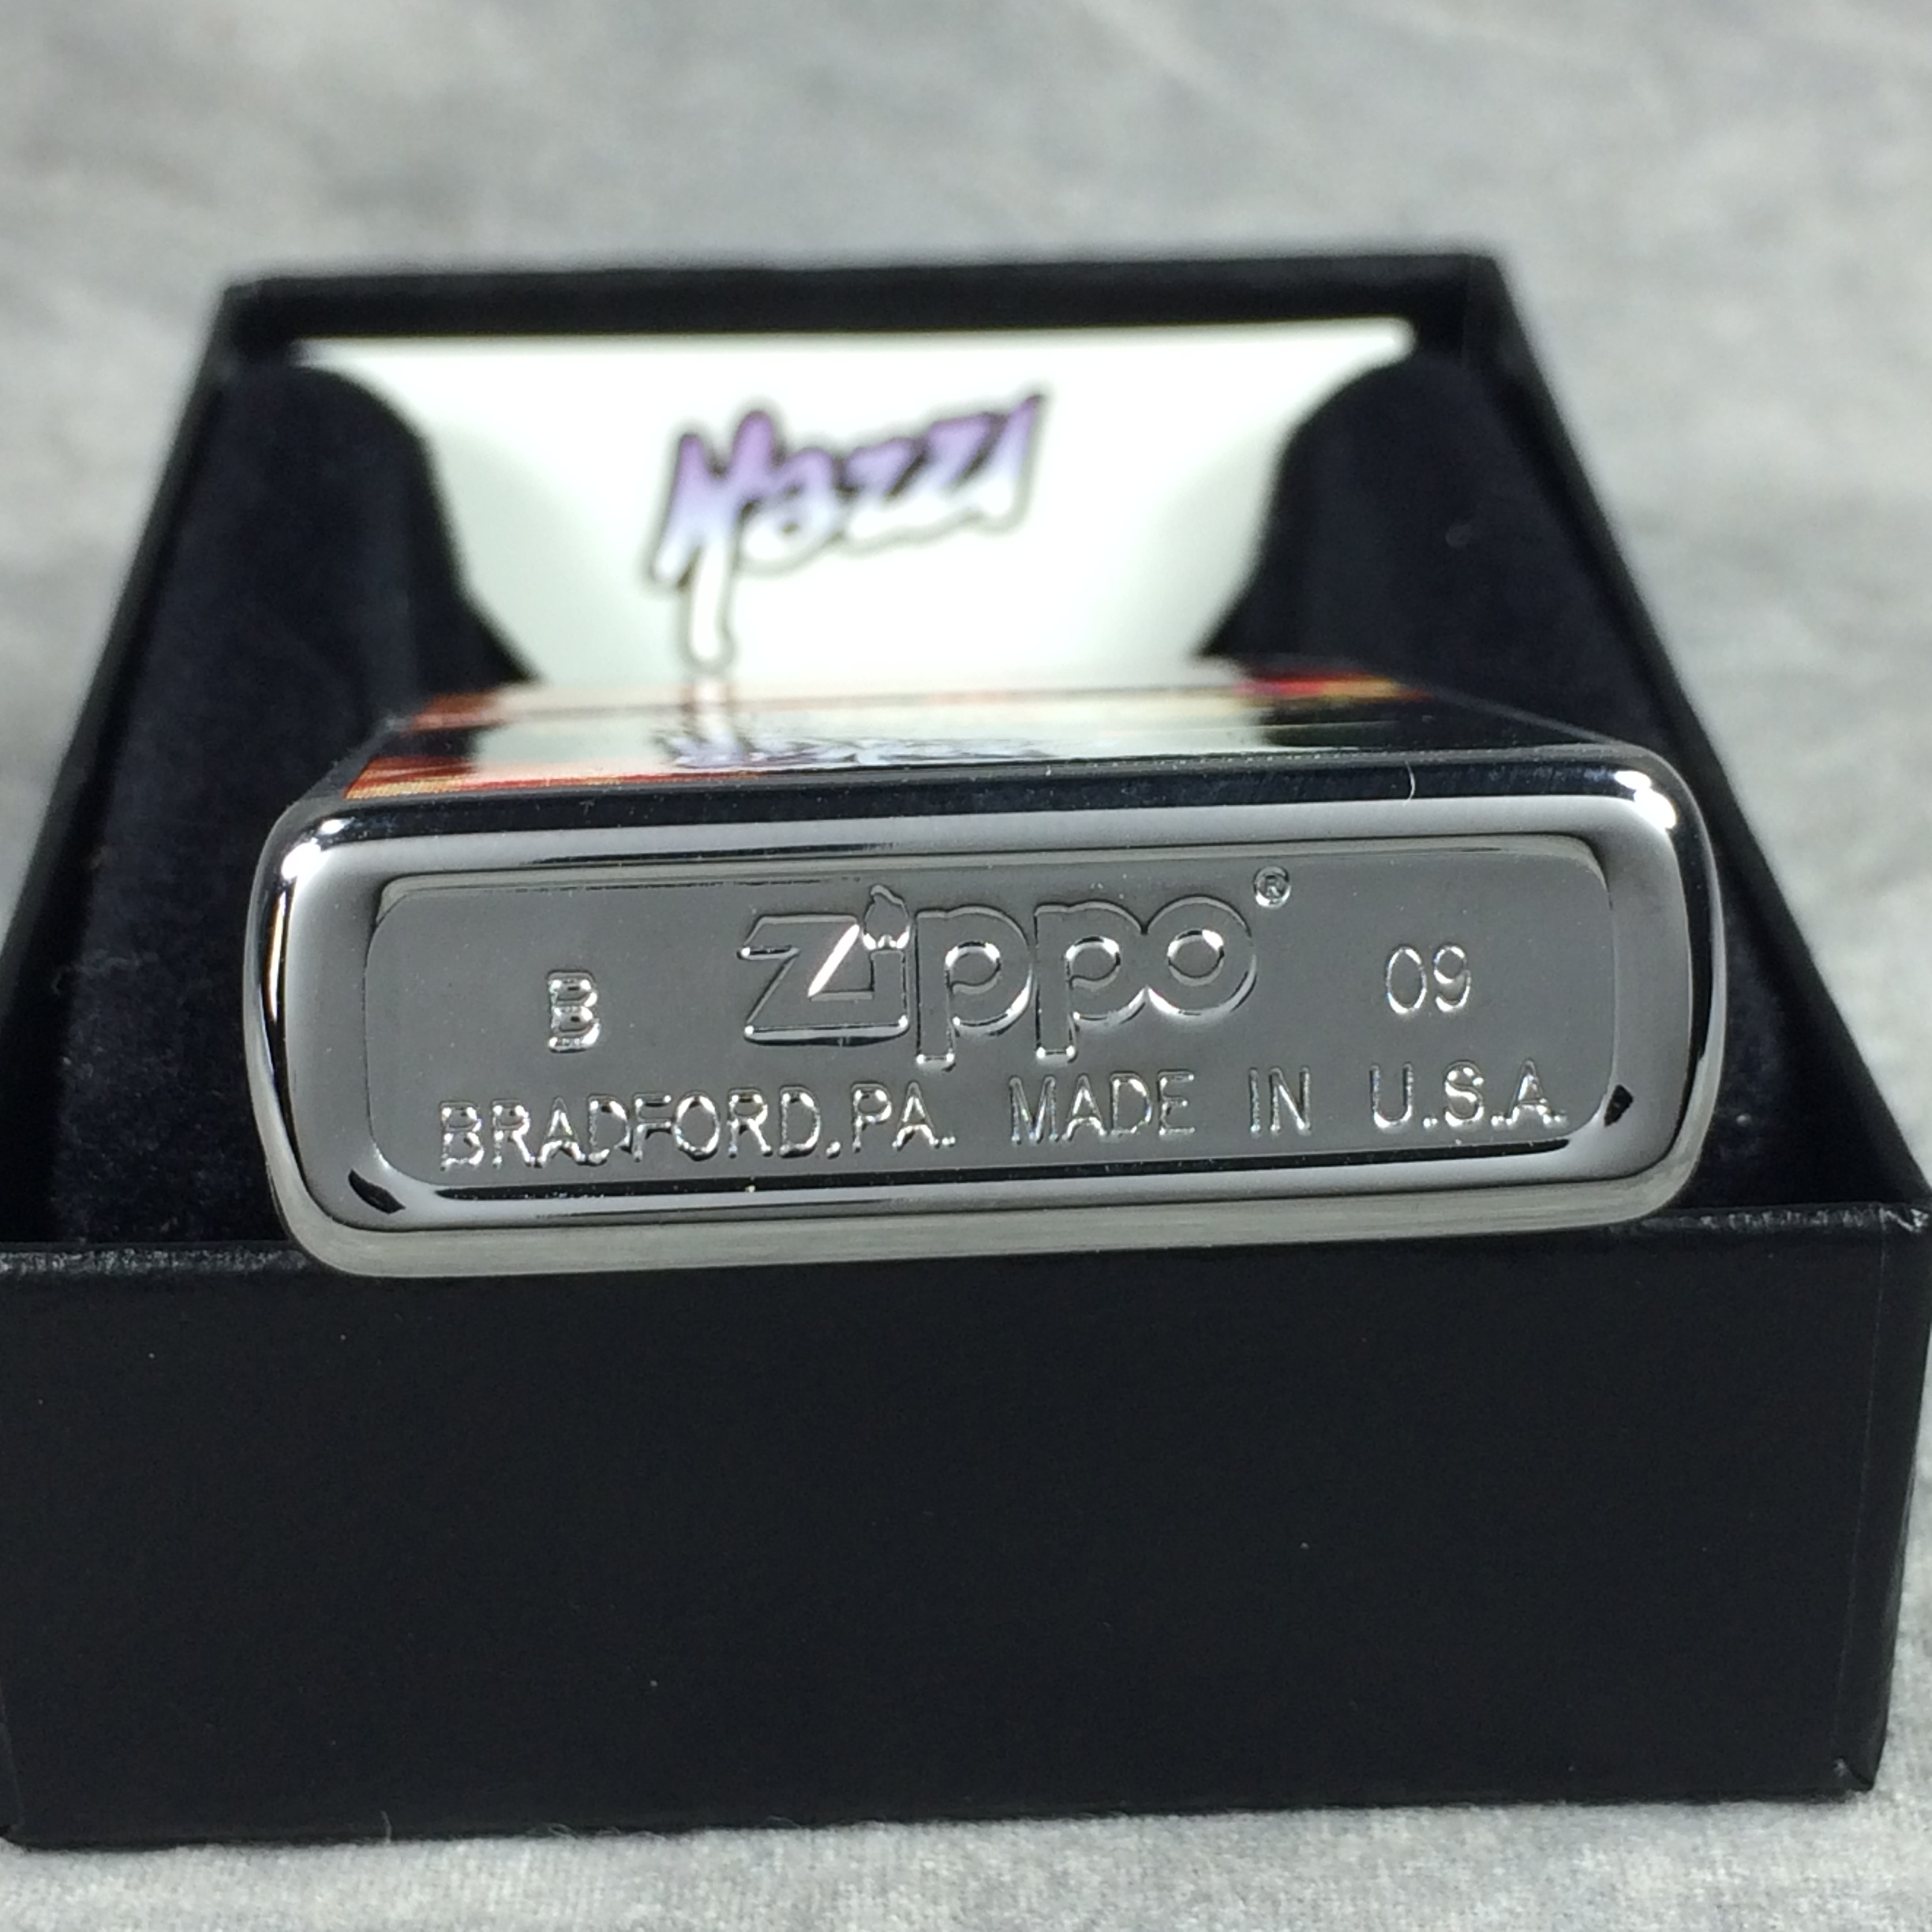 Mazzi
B Zippo® 09
BRADFORD,PA. MADE IN U.S.A.